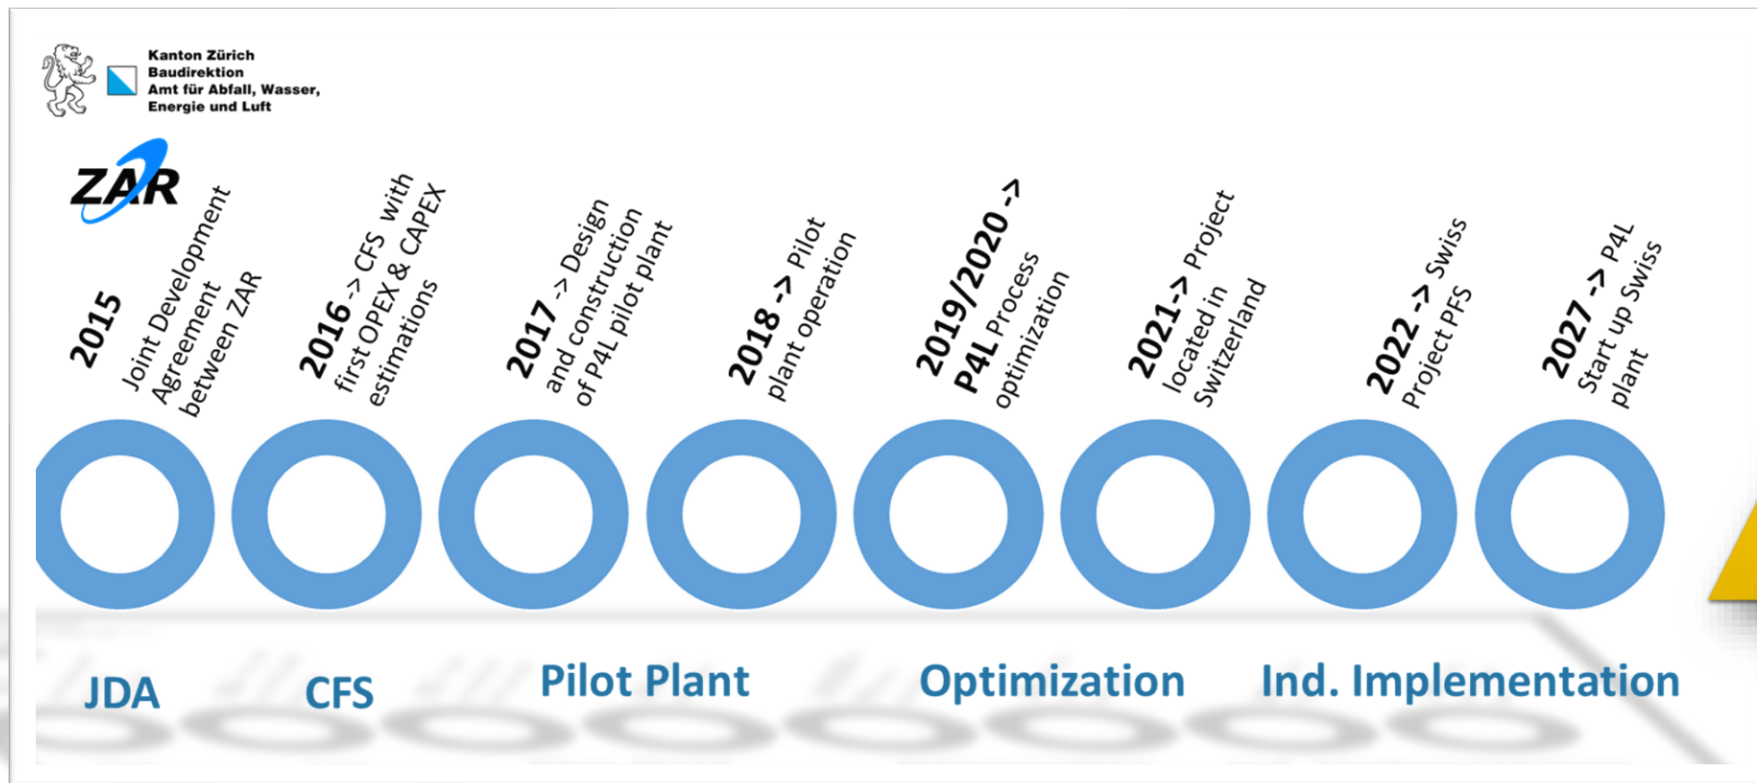 Kanton Zürich
Baudirektion
Amt für Abfall, Wasser,
Energie und Luft
ZAR
2015
Joint Development
Agreement
between ZAR
2016 -> CFS with
first OPEX & CAPEX
estimations
2017 -> Design
and construction
of P4L pilot plant
2018 -> Pilot
plant operation
2019/2020 ->
P4L Process
optimization
2021-> Project
located in
Switzerland
2022 -> Swiss
Project PFS
2027 -> P4L
Start up Swiss
plant
JDA
CFS
Pilot Plant
Optimization
Ind. Implementation